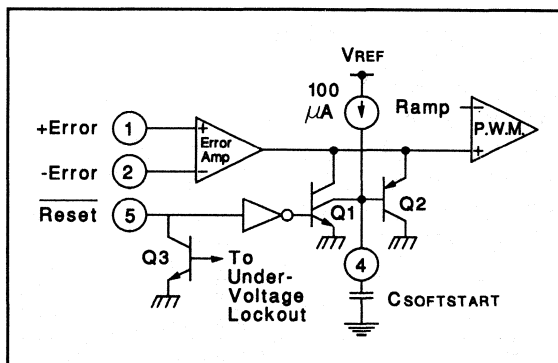 VREF
100
µA
Ramp
-
P.W.M.
+
+Error
1
+
Error
Amp
-Error
2
-
Reset
5
Q1
Q2
Q3
To
Under-
Voltage
Lockout
4
CSOFTSTART